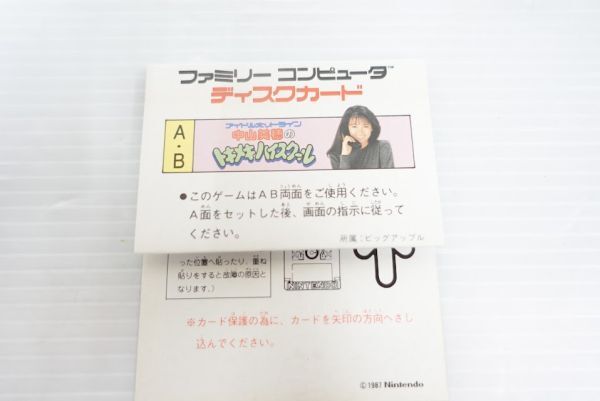 ファミリー コンピュータ™
ディスクカード
A・B
アイドルホットライン
中山美穂の
トキメキハイスクール
●このゲームはAB両面をご使用ください。
A面をセットした後、画面の指示に従って
ください。
所属:ビッグアップル
った位置へ貼ったり、重ね
貼りをすると故障の原因と
なります。)
NINTENDO
※カード保護の為に、カードを矢印の方向へさし
込んでください。
©1987 Nintendo